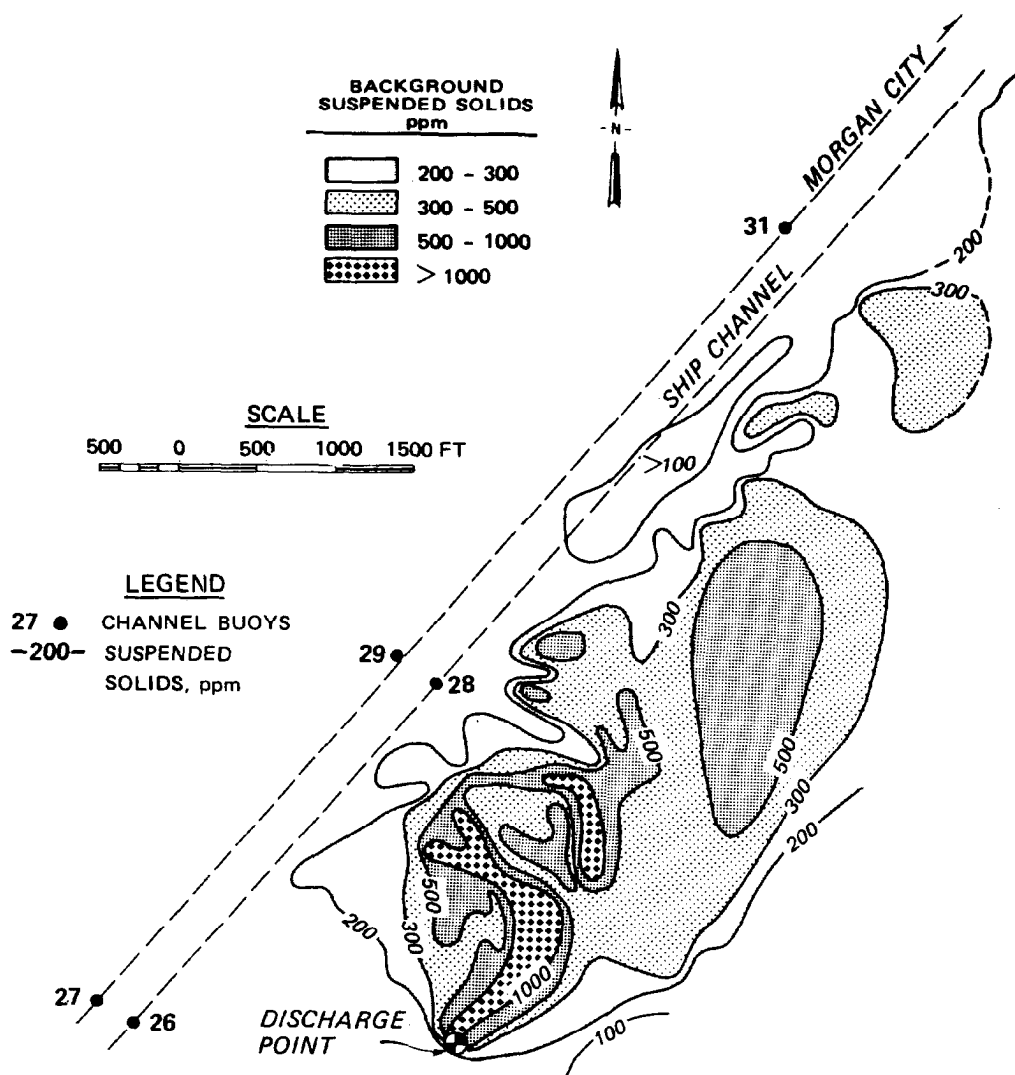 BACKGROUND
SUSPENDED SOLIDS
ppm
200 - 300
300 - 500
500 - 1000
> 1000
- N -
MORGAN CITY
SHIP CHANNEL
31
200
300
SCALE
500 0 500 1000 1500 FT
>100
LEGEND
27 ● CHANNEL BUOYS
-200- SUSPENDED
SOLIDS, ppm
29
28
300
500
500
300
200
500
200
300
1000
27
26
DISCHARGE
POINT
100